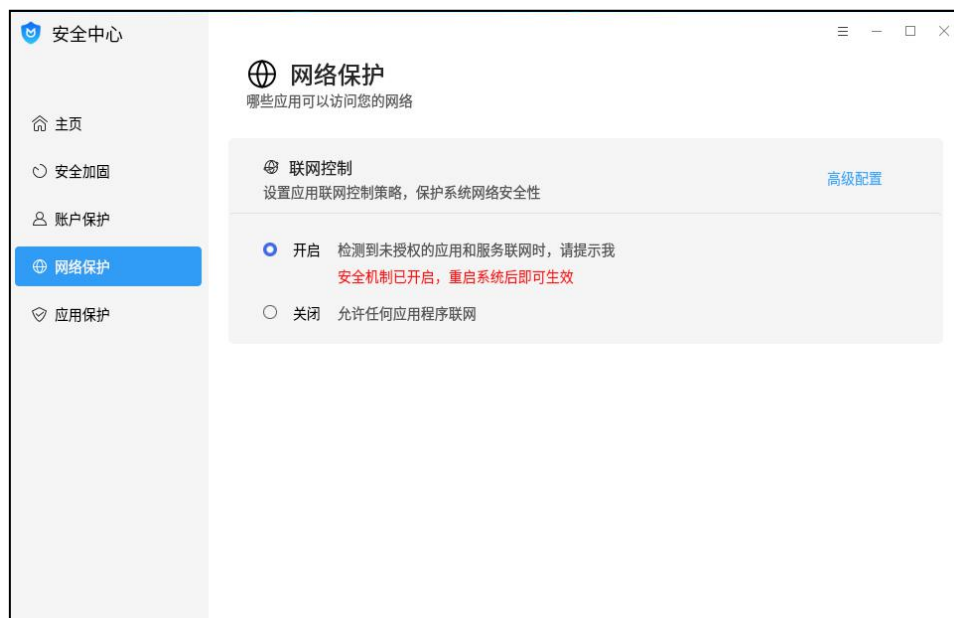 安全中心
网络保护
哪些应用可以访问您的网络
主页
安全加固
账户保护
网络保护
应用保护
联网控制
设置应用联网控制策略，保护系统网络安全性
高级配置
开启 检测到未授权的应用和服务联网时，请提示我
安全机制已开启，重启系统后即可生效
关闭 允许任何应用程序联网